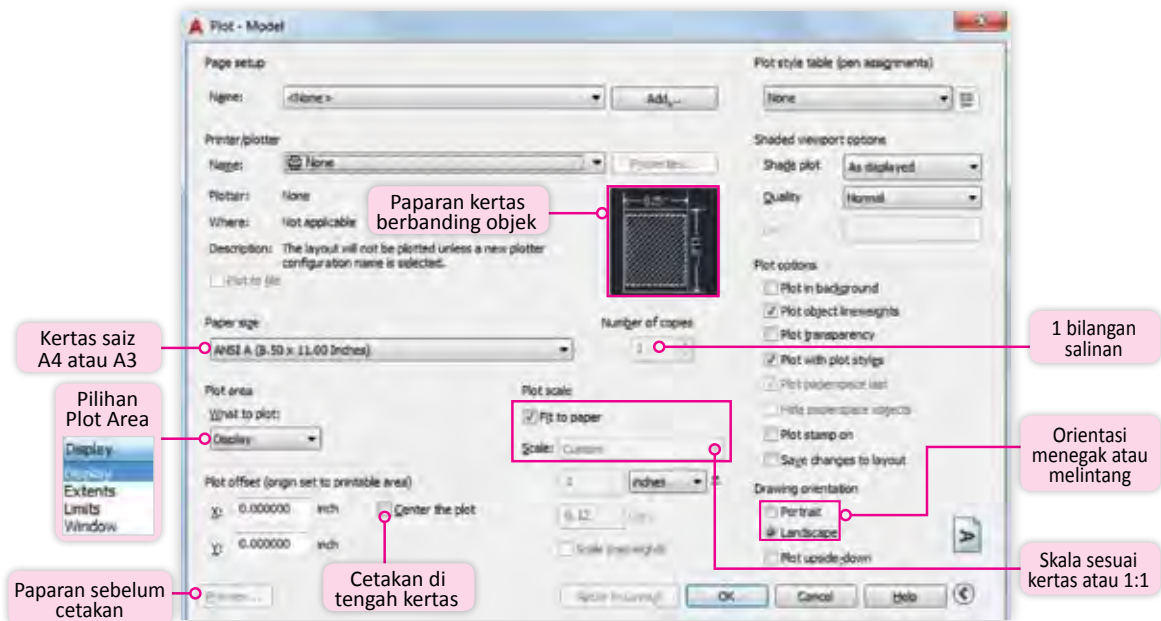 Plot - Model
Page setup
Name: <None>
Add...
Plot style table (pen assignments)
None
Printer/plotter
Name: None
Properties...
Plotter: None
Where: Not applicable
Description: The layout will not be plotted unless a new plotter
configuration name is selected.
Plot to file
Paparan kertas
berbanding objek
Shaded viewport options
Shade plot As displayed
Quality Normal
Plot options
Plot in background
Plot object lineweights
Plot transparency
Plot with plot styles
Plot paperspace last
Hide paperspace objects
Plot stamp on
Save changes to layout
Kertas saiz
A4 atau A3
Paper size
ANSI A (8.50 x 11.00 Inches)
Number of copies
1
1 bilangan
salinan
Pilihan
Plot Area
Display
Display
Extents
Limits
Window
Plot area
What to plot:
Display
Plot scale
Fit to paper
Scale: Custom
1 inches
Plot offset (origin set to printable area)
X: 0.000000 inch
Center the plot
Y: 0.000000 inch
Scale lineweights
Drawing orientation
Portrait
Landscape
Plot upside-down
A
Orientasi
menegak atau
melintang
Skala sesuai
kertas atau 1:1
Paparan sebelum
cetakan
Preview...
Cetakan di
tengah kertas
Apply to Layout
OK
Cancel
Help